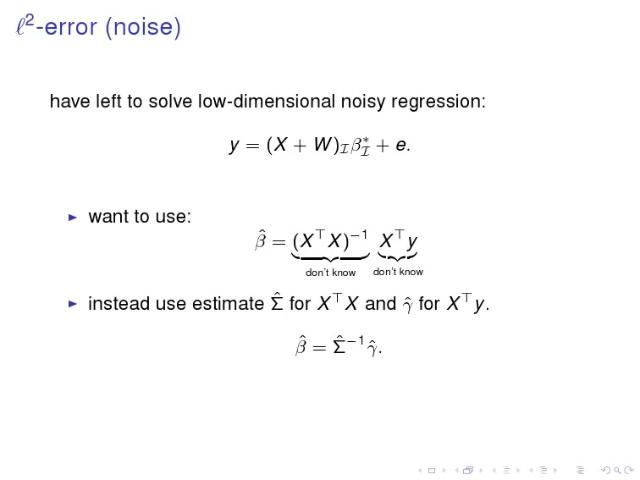 ℓ²-error (noise)
have left to solve low-dimensional noisy regression:
y = (X + W)_ℐ β*_ℐ + e.
▶ want to use:
β̂ = (X⊤X)⁻¹ X⊤y
don't know don't know
▶ instead use estimate Σ̂ for X⊤X and γ̂ for X⊤y.
β̂ = Σ̂⁻¹γ̂.